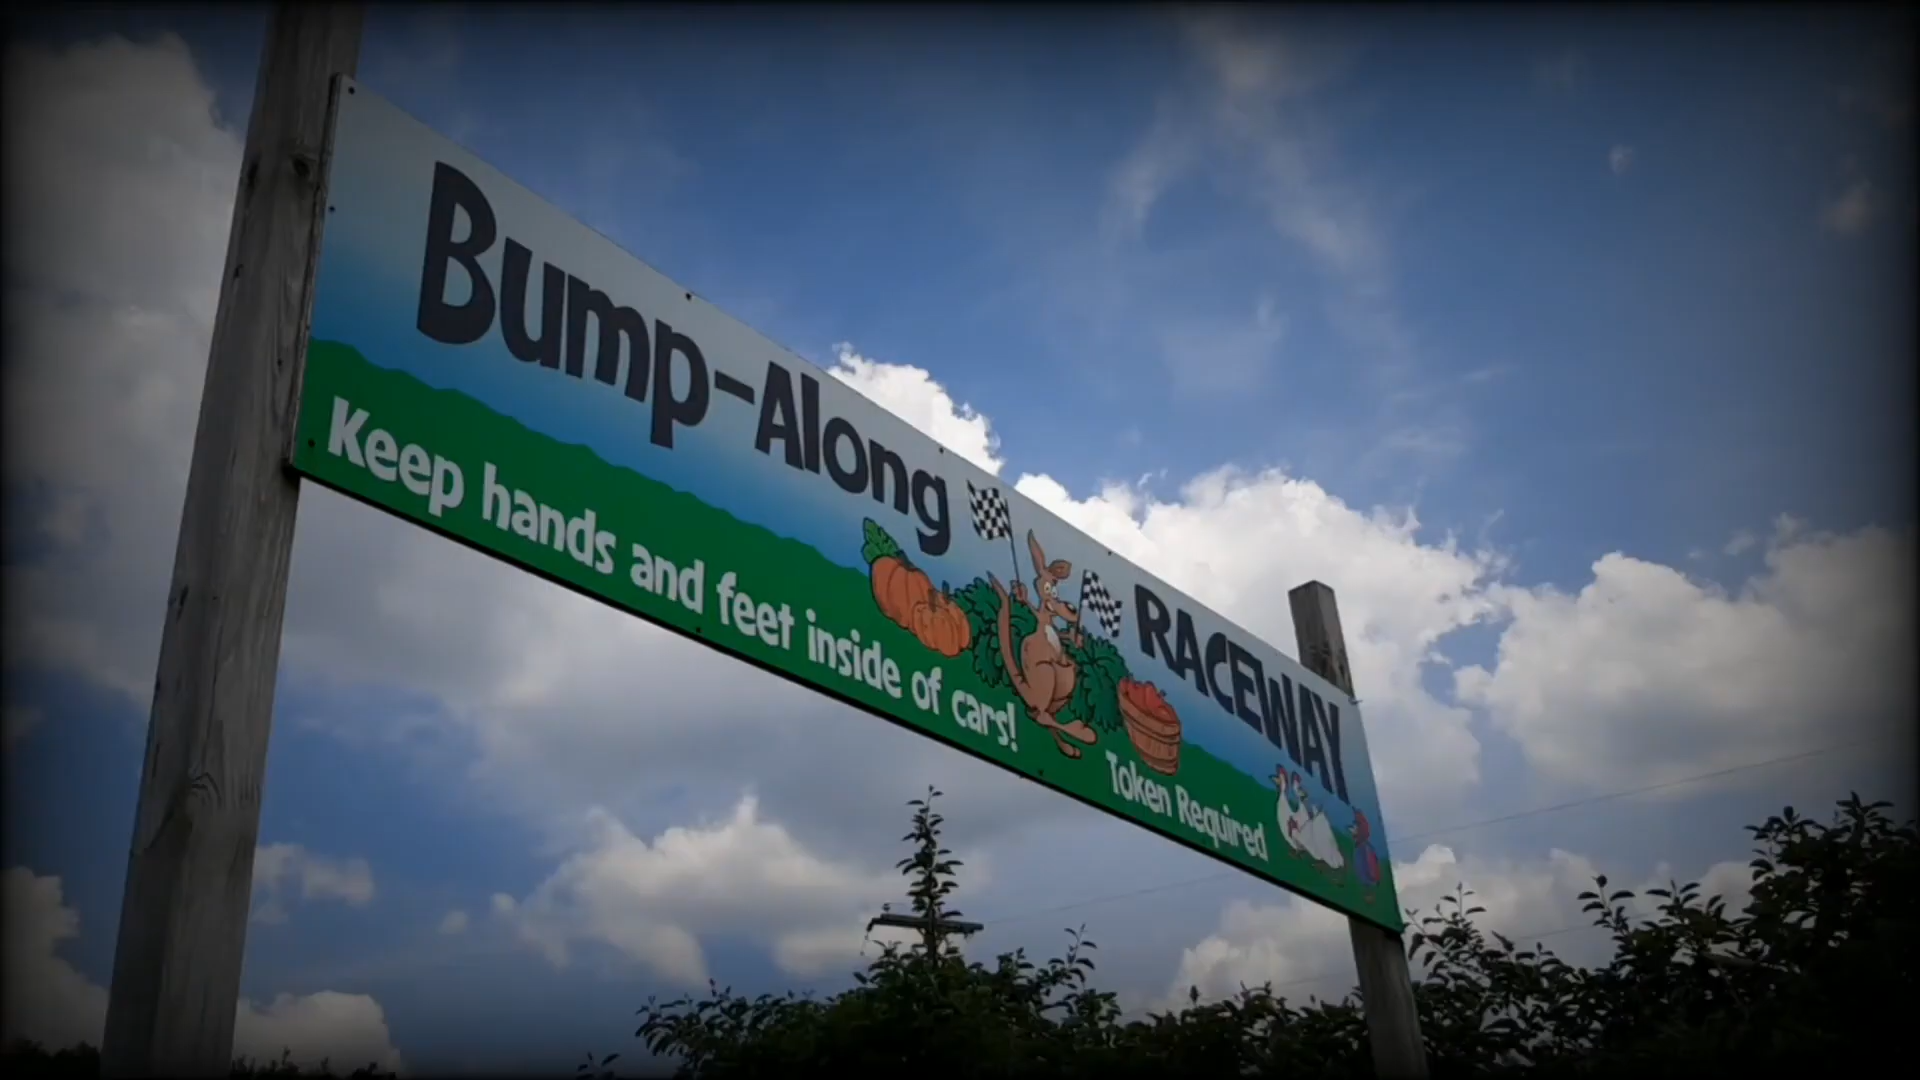 Bump-Along RACEWAY
Keep hands and feet inside of cars!
Token Required